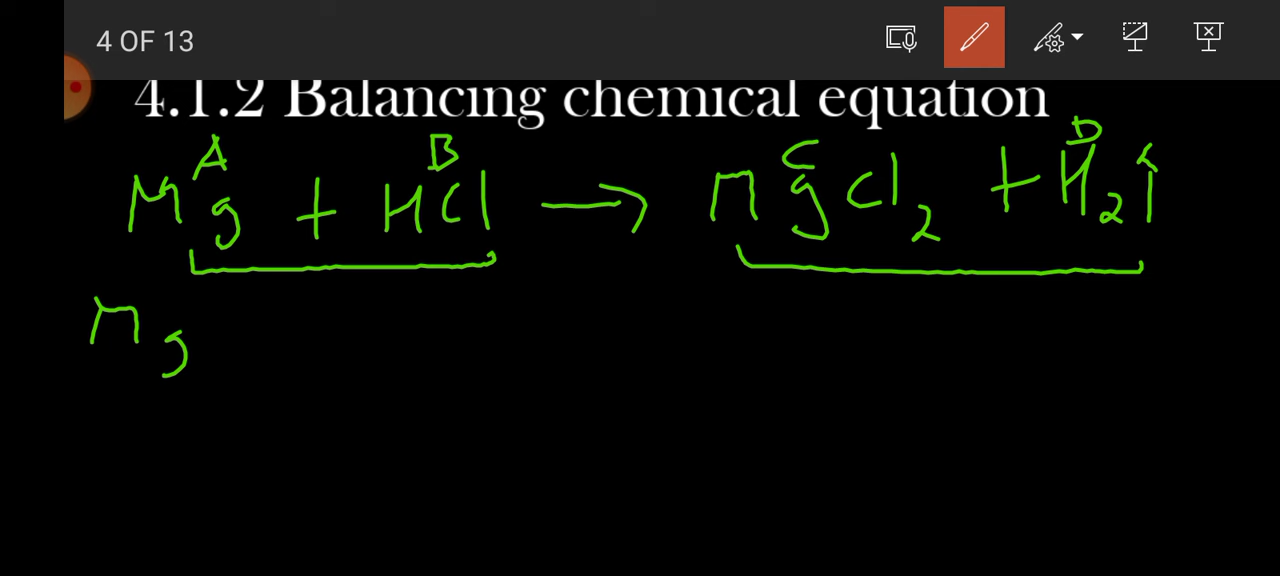 4 OF 13
4.1.2 Balancing chemical equation
A B C D
Mg + HCl → MgCl₂ + H₂↑
Mg